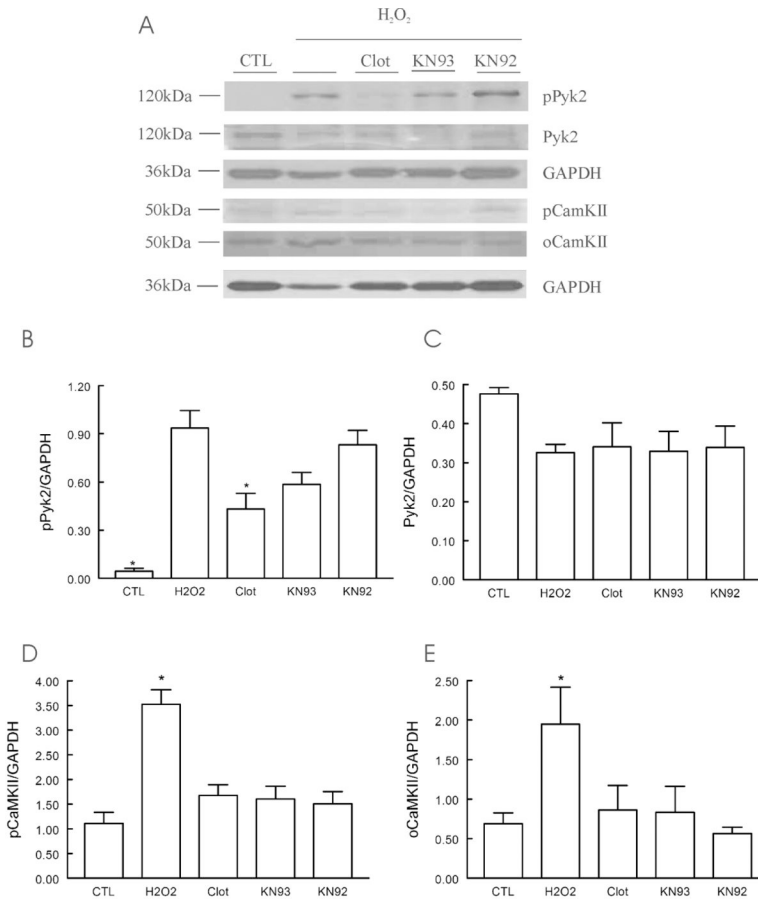 A
H₂O₂
CTL Clot KN93 KN92
120kDa pPyk2
120kDa Pyk2
36kDa GAPDH
50kDa pCamKII
50kDa oCamKII
36kDa GAPDH
B
pPyk2/GAPDH
1.20
0.90
0.60
0.30
0.00
*
*
CTL H2O2 Clot KN93 KN92
C
Pyk2/GAPDH
0.50
0.40
0.30
0.20
0.10
0.00
CTL H2O2 Clot KN93 KN92
D
pCaMKII/GAPDH
4.00
3.50
3.00
2.50
1.50
1.50
1.00
0.50
0.00
*
CTL H2O2 Clot KN93 KN92
E
oCaMKII/GAPDH
2.50
2.00
1.50
1.00
0.50
0.00
*
CTL H2O2 Clot KN93 KN92